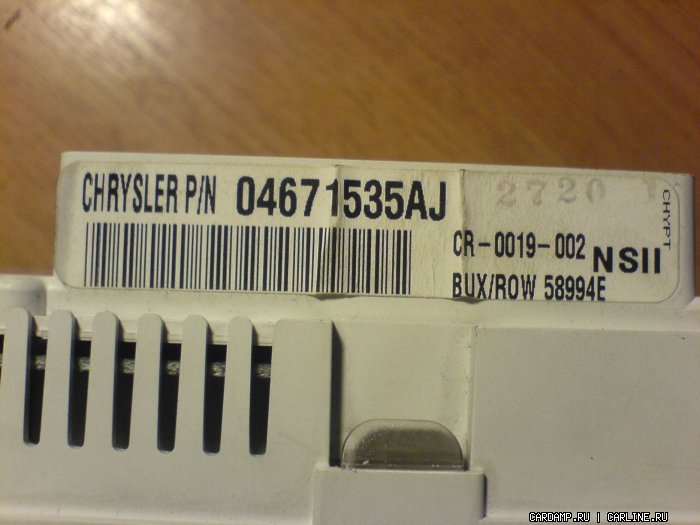 CHRYSLER P/N 04671535AJ
2720
CHYPT
CR-0019-002
NSII
BUX/ROW 58994E
CARDAMP.RU | CARLINE.RU